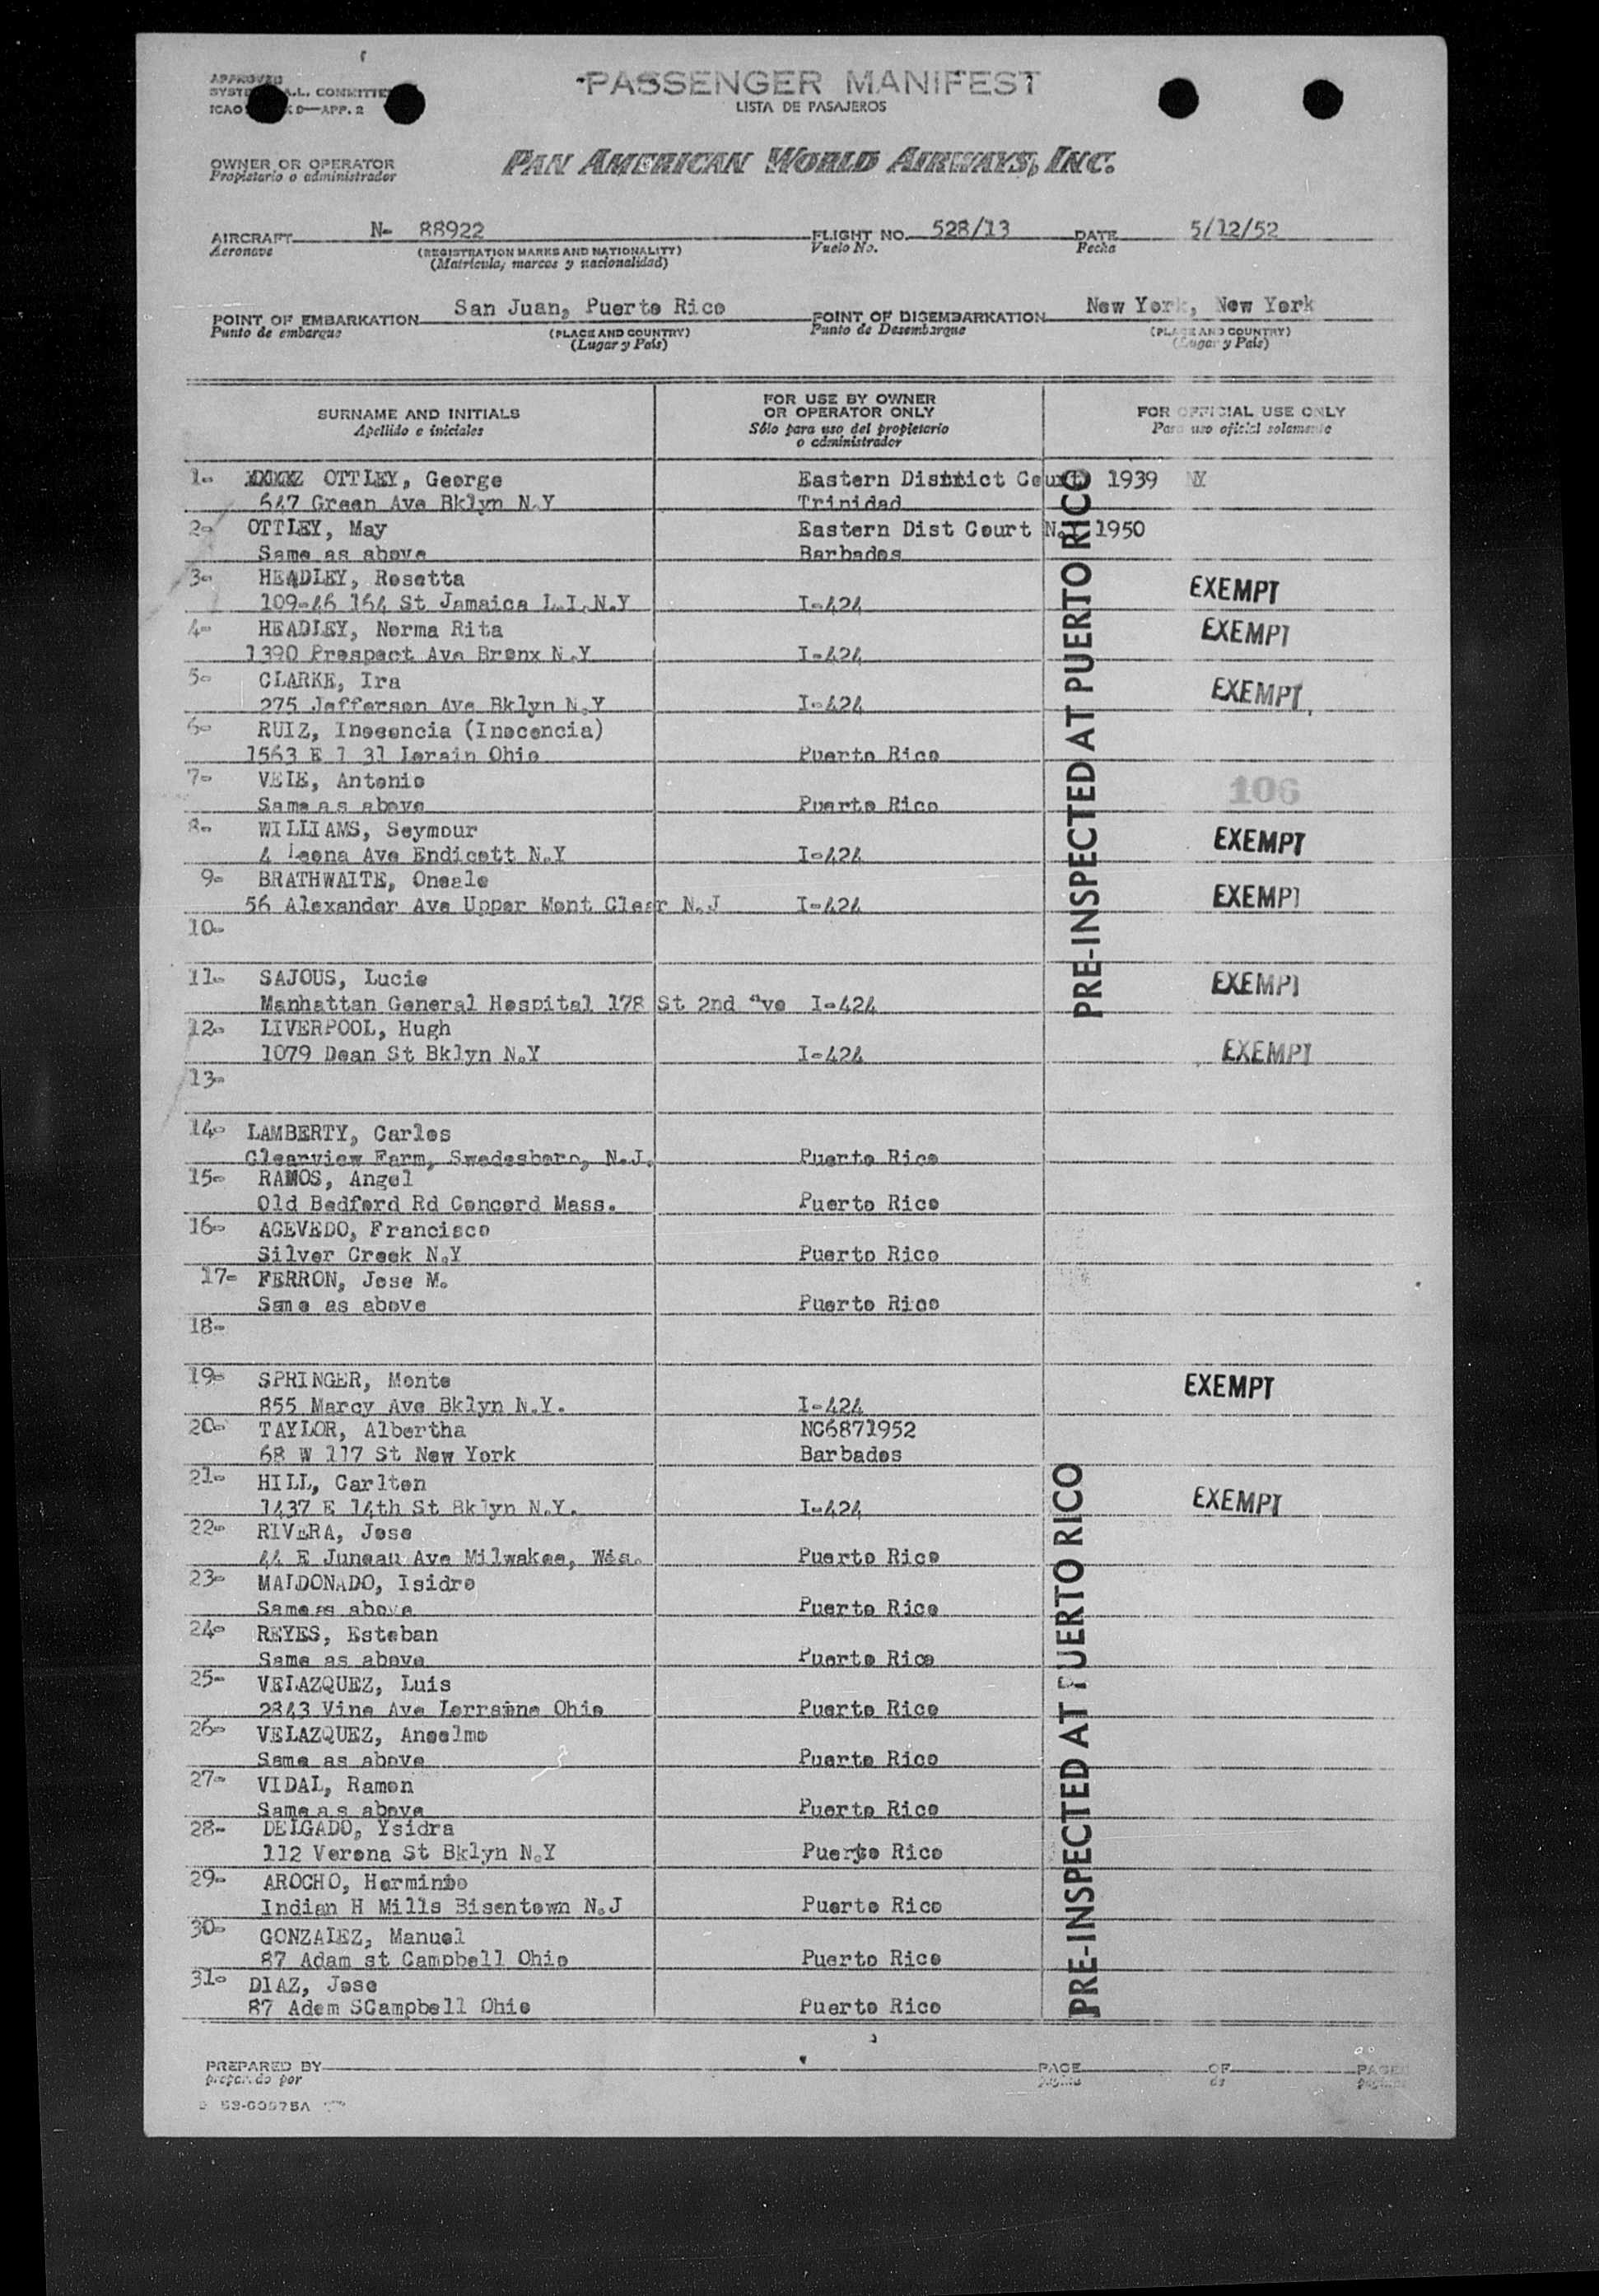 APPROVED
A.L. COMMITTEE
ICAO D—APP. 2
PASSENGER MANIFEST
LISTA DE PASAJEROS
OWNER OR OPERATOR
Propietario o administrador
PAN AMERICAN WORLD AIRWAYS, INC.
AIRCRAFT N- 88922 FLIGHT NO. 528/13 DATE 5/12/52
Aeronave (REGISTRATION MARKS AND NATIONALITY) Vuelo No. Fecha
(Matrícula, marcas y nacionalidad)
POINT OF EMBARKATION San Juan, Puerto Rico POINT OF DISEMBARKATION New York, New York
Punto de embarque (PLACE AND COUNTRY) Punto de Desembarque (PLACE AND COUNTRY)
(Lugar y País) (Lugar y País)
SURNAME AND INITIALS FOR USE BY OWNER OR OPERATOR ONLY FOR OFFICIAL USE ONLY
Apellido e iniciales Sólo para uso del propietario o administrador Para uso oficial solamente
1- OTTLEY, George Eastern District Court 1939 NY
647 Green Ave Bklyn N.Y Trinidad
2- OTTLEY, May Eastern Dist Court 1950
Same as above Barbados
3- HEADLEY, Rosetta EXEMPT
109-46 164 St Jamaica L.I.N.Y I-424
4- HEADLEY, Norma Rita EXEMPT
1390 Prospect Ave Bronx N.Y I-424
5- CLARKE, Ira EXEMPT
275 Jefferson Ave Bklyn N.Y I-424
6- RUIZ, Inosencia (Inocencia)
1563 E 1 31 Lorain Ohio Puerto Rico
7- VEIE, Antonio 106
Same as above Puerto Rico
8- WILLIAMS, Seymour EXEMPT
4 Leona Ave Endicott N.Y I-424
9- BRATHWAITE, Oneale EXEMPT
56 Alexander Ave Upper Mont Clear N.J I-424
10-
11- SAJOUS, Lucie EXEMPT
Manhattan General Hospital 178 St 2nd "ve I-424
12- LIVERPOOL, Hugh
1079 Dean St Bklyn N.Y I-424 EXEMPT
13-
14- LAMBERTY, Carlos
Clearview Farm, Swedesboro, N.J. Puerto Rico
15- RAMOS, Angel
Old Bedford Rd Concord Mass. Puerto Rico
16- ACEVEDO, Francisco
Silver Creek N.Y Puerto Rico
17- FERRON, Jose M.
Same as above Puerto Rico
18-
19- SPRINGER, Monte EXEMPT
855 Marcy Ave Bklyn N.Y. I-424
20- TAYLOR, Albertha NC6871952
68 W 117 St New York Barbados
21- HILL, Carlton
1437 E 14th St Bklyn N.Y. I-424 EXEMPT
22- RIVERA, Jose
44 E Juneau Ave Milwakee, Wis. Puerto Rico
23- MALDONADO, Isidro
Same as above Puerto Rico
24- REYES, Esteban
Same as above Puerto Rico
25- VELAZQUEZ, Luis
2843 Vine Ave Lorraine Ohio Puerto Rico
26- VELAZQUEZ, Anselmo
Same as above Puerto Rico
27- VIDAL, Ramon
Same as above Puerto Rico
28- DELGADO, Ysidra
112 Verona St Bklyn N.Y Puerto Rico
29- AROCHO, Herminio
Indian H Mills Bisentown N.J Puerto Rico
30- GONZALEZ, Manuel
87 Adam st Campbell Ohio Puerto Rico
31- DIAZ, Jose
87 Adem SCampbell Ohio Puerto Rico
PRE-INSPECTED AT PUERTO RICO
PRE-INSPECTED AT PUERTO RICO
PREPARED BY PAGE OF PAGES
preparado por página de